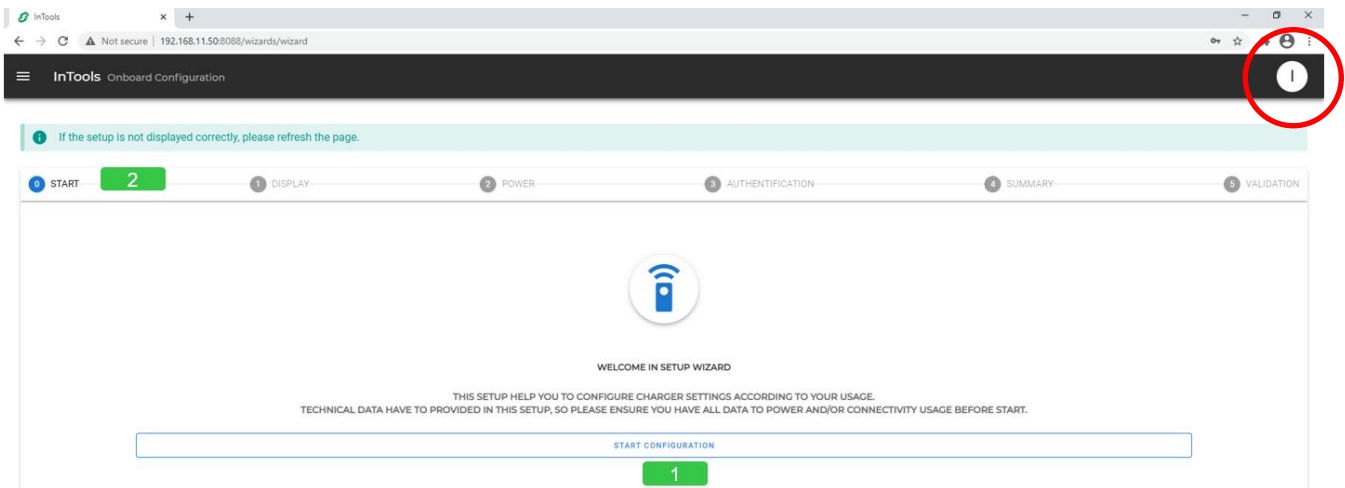 InTools
Not secure | 192.168.11.50:8088/wizards/wizard
InTools Onboard Configuration
I
If the setup is not displayed correctly, please refresh the page.
0 START 2 1 DISPLAY 2 POWER 3 AUTHENTIFICATION 4 SUMMARY 5 VALIDATION
WELCOME IN SETUP WIZARD
THIS SETUP HELP YOU TO CONFIGURE CHARGER SETTINGS ACCORDING TO YOUR USAGE.
TECHNICAL DATA HAVE TO PROVIDED IN THIS SETUP, SO PLEASE ENSURE YOU HAVE ALL DATA TO POWER AND/OR CONNECTIVITY USAGE BEFORE START.
START CONFIGURATION
1